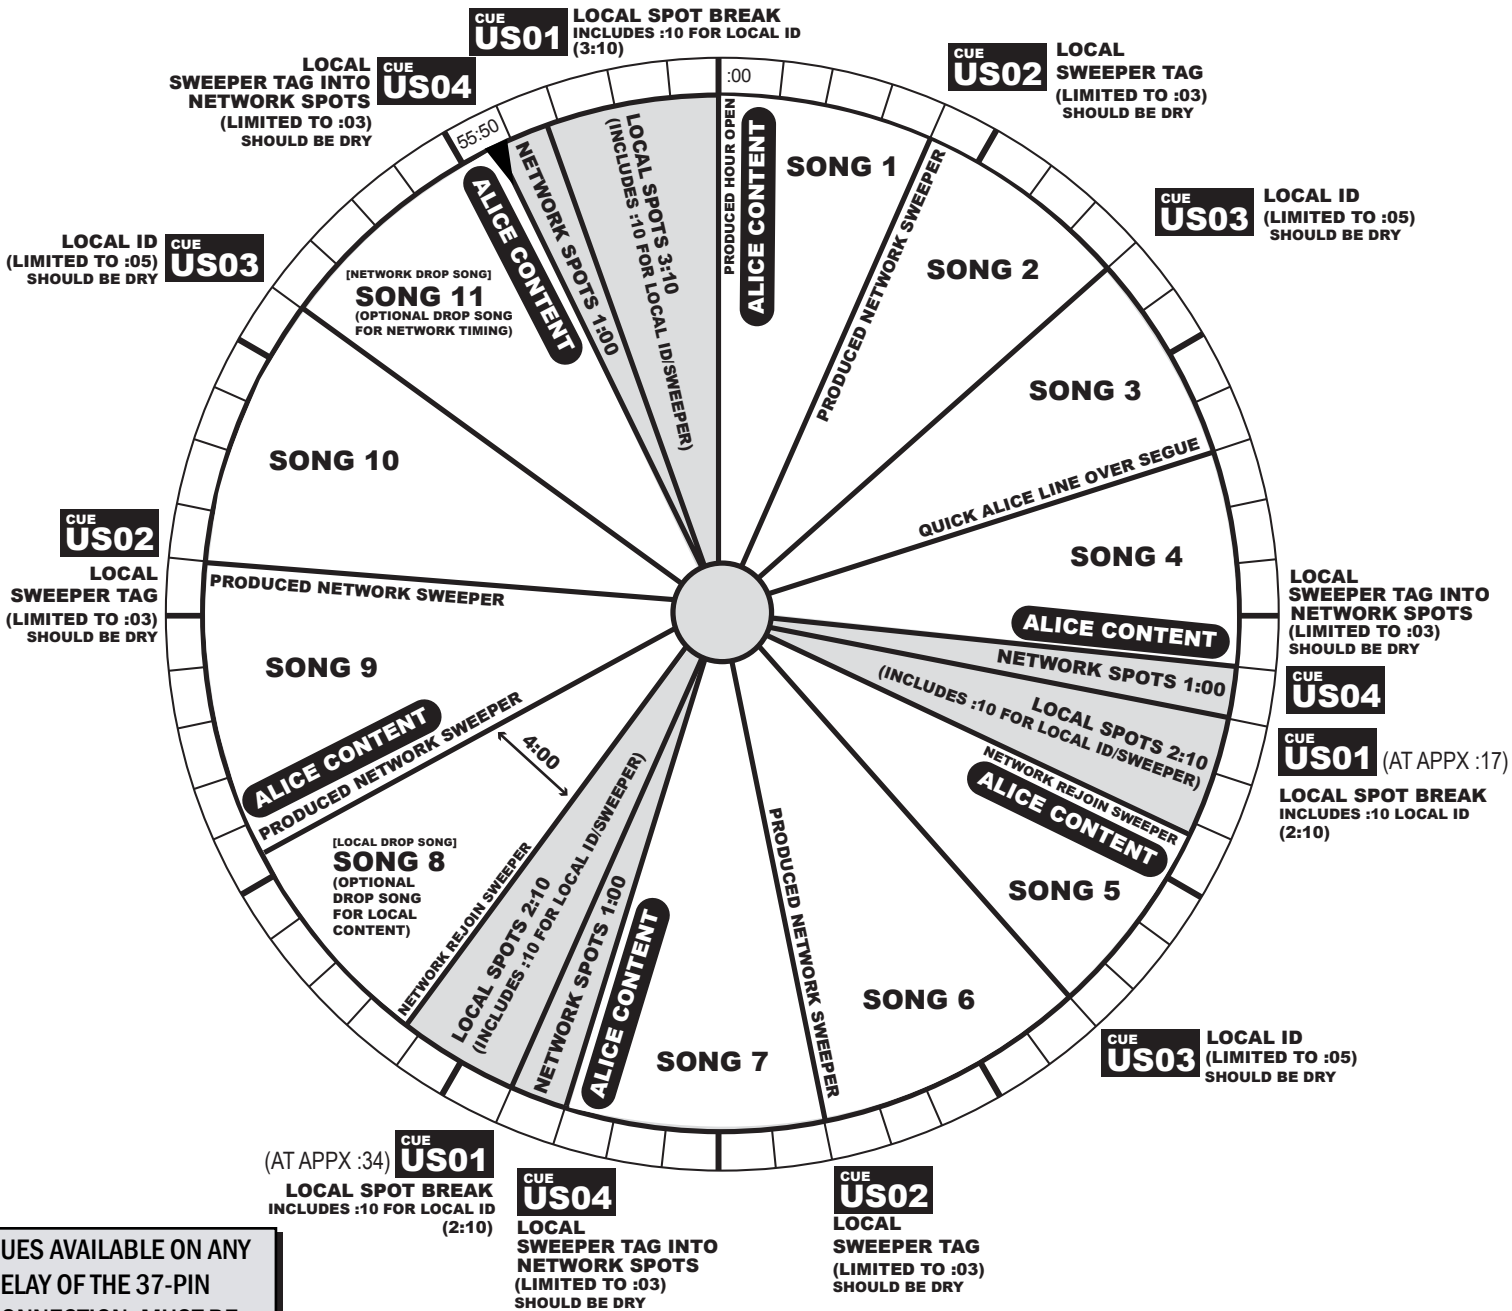 CUE
US01
LOCAL SPOT BREAK
INCLUDES :10 FOR LOCAL ID
(3:10)
LOCAL
SWEEPER TAG INTO
NETWORK SPOTS
(LIMITED TO :03)
SHOULD BE DRY
CUE
US04
CUE
US02
LOCAL
SWEEPER TAG
(LIMITED TO :03)
SHOULD BE DRY
CUE
US03
LOCAL ID
(LIMITED TO :05)
SHOULD BE DRY
LOCAL ID
(LIMITED TO :05)
SHOULD BE DRY
CUE
US03
:00
55:50
PRODUCED HOUR OPEN
ALICE CONTENT
SONG 1
PRODUCED NETWORK SWEEPER
SONG 2
SONG 3
QUICK ALICE LINE OVER SEGUE
SONG 4
ALICE CONTENT
NETWORK SPOTS 1:00
LOCAL SPOTS 2:10
(INCLUDES :10 FOR LOCAL ID/SWEEPER)
NETWORK REJOIN SWEEPER
ALICE CONTENT
SONG 5
SONG 6
PRODUCED NETWORK SWEEPER
SONG 7
ALICE CONTENT
NETWORK SPOTS 1:00
LOCAL SPOTS 2:10
(INCLUDES :10 FOR LOCAL ID/SWEEPER)
NETWORK REJOIN SWEEPER
4:00
[LOCAL DROP SONG]
SONG 8
(OPTIONAL
DROP SONG
FOR LOCAL
CONTENT)
PRODUCED NETWORK SWEEPER
ALICE CONTENT
SONG 9
PRODUCED NETWORK SWEEPER
SONG 10
[NETWORK DROP SONG]
SONG 11
(OPTIONAL DROP SONG
FOR NETWORK TIMING)
ALICE CONTENT
NETWORK SPOTS 1:00
LOCAL SPOTS 3:10
(INCLUDES :10 FOR LOCAL ID/SWEEPER)
CUE
US02
LOCAL
SWEEPER TAG
(LIMITED TO :03)
SHOULD BE DRY
LOCAL
SWEEPER TAG INTO
NETWORK SPOTS
(LIMITED TO :03)
SHOULD BE DRY
CUE
US04
CUE
US01 (AT APPX :17)
LOCAL SPOT BREAK
INCLUDES :10 LOCAL ID
(2:10)
CUE
US03
LOCAL ID
(LIMITED TO :05)
SHOULD BE DRY
CUE
(AT APPX :34) US01
LOCAL SPOT BREAK
INCLUDES :10 FOR LOCAL ID
(2:10)
CUE
US04
LOCAL
SWEEPER TAG INTO
NETWORK SPOTS
(LIMITED TO :03)
SHOULD BE DRY
CUE
US02
LOCAL
SWEEPER TAG
(LIMITED TO :03)
SHOULD BE DRY
UES AVAILABLE ON ANY
ELAY OF THE 37-PIN